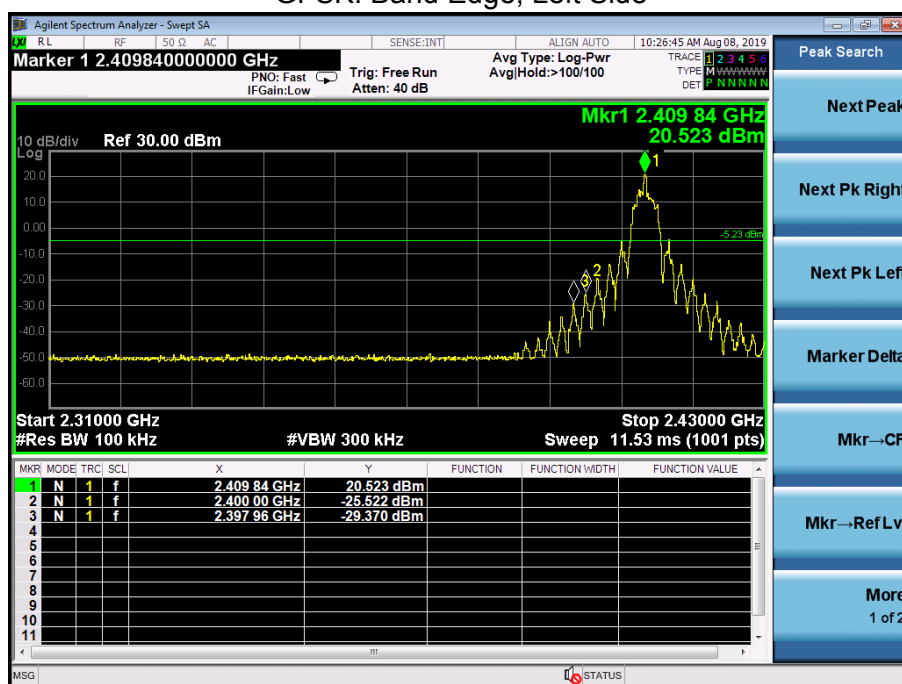 Agilent Spectrum Analyzer - Swept SA
LXI RL RF 50 Ω AC SENSE:INT ALIGN AUTO 10:26:45 AM Aug 08, 2019
Marker 1 2.409840000000 GHz
PNO: Fast
IFGain:Low
Trig: Free Run
Atten: 40 dB
Avg Type: Log-Pwr
Avg|Hold:>100/100
TRACE 1 2 3 4 5 6
TYPE M WWWWW
DET P N N N N N
Peak Search
Mkr1 2.409 84 GHz
20.523 dBm
10 dB/div Ref 30.00 dBm
Log
1
20.0
10.0
0.00
-5.23 dBm
-10.0
-20.0
2
3
-30.0
-40.0
-50.0
-60.0
Start 2.31000 GHz Stop 2.43000 GHz
#Res BW 100 kHz #VBW 300 kHz Sweep 11.53 ms (1001 pts)
MKR MODE TRC SCL X Y FUNCTION FUNCTION WIDTH FUNCTION VALUE
1 N 1 f 2.409 84 GHz 20.523 dBm
2 N 1 f 2.400 00 GHz -25.522 dBm
3 N 1 f 2.397 96 GHz -29.370 dBm
4
5
6
7
8
9
10
11
MSG STATUS
Next Peak
Next Pk Right
Next Pk Left
Marker Delta
Mkr→CF
Mkr→Ref Lv
More
1 of 2